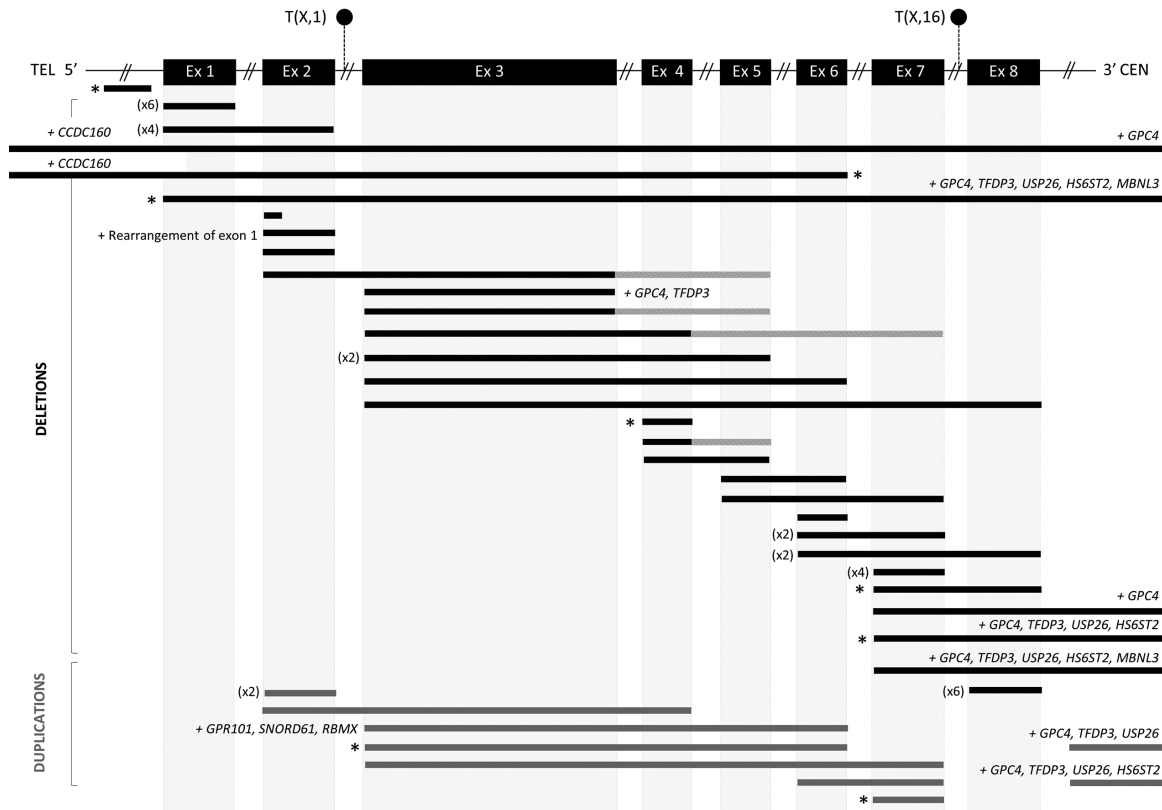 T(X,1) T(X,16)
TEL 5' Ex 1 Ex 2 Ex 3 Ex 4 Ex 5 Ex 6 Ex 7 Ex 8 3' CEN
*
(x6)
+ CCDC160 (x4) + GPC4
+ CCDC160
* + GPC4, TFDP3, USP26, HS6ST2, MBNL3
*
+ Rearrangement of exon 1
+ GPC4, TFDP3
(x2)
DELETIONS
*
(x2)
(x2)
(x4)
* + GPC4
+ GPC4, TFDP3, USP26, HS6ST2
*
+ GPC4, TFDP3, USP26, HS6ST2, MBNL3
(x2) (x6)
DUPLICATIONS
+ GPR101, SNORD61, RBMX + GPC4, TFDP3, USP26
*
+ GPC4, TFDP3, USP26, HS6ST2
*